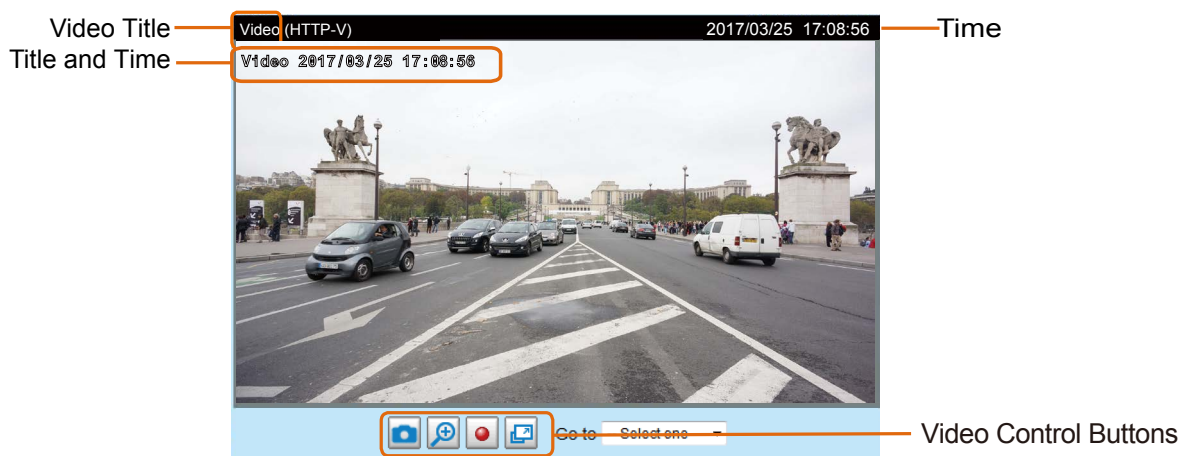 Video Title
Video (HTTP-V)
2017/03/25 17:08:56
Time
Title and Time
Video 2017/03/25 17:08:56
Go to
Select one
Video Control Buttons